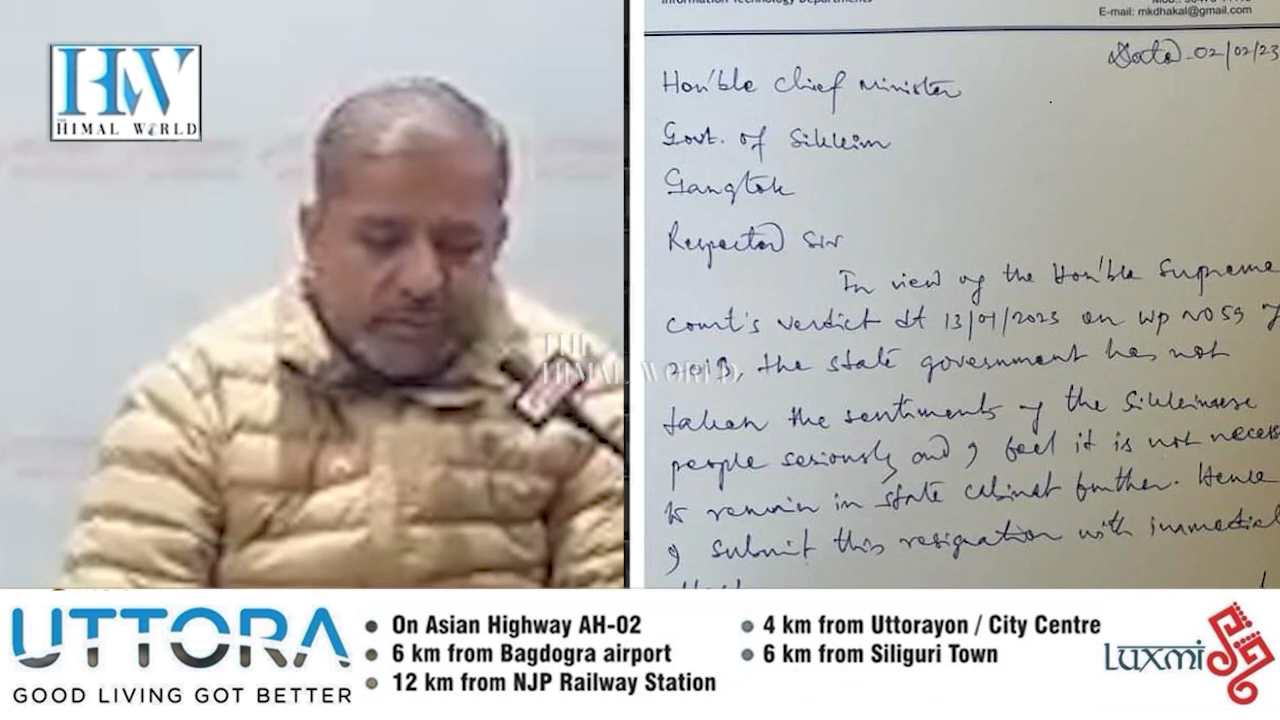 HW
THE
HIMAL WORLD
Information Technology Departments
E-mail: mkdhakal@gmail.com
Date - 02/02/23
Hon'ble Chief Minister
Govt. of Sikkim
Gangtok
Respected Sir
In view of the Hon'ble Supreme
court's verdict dt 13/01/2023 on WP NO 59 of
2013, the state government has not
taken the sentiments of the Sikkimese
people seriously and I feel it is not
to remain in state cabinet further. Hence
I submit this resignation with
THE
HIMAL WORLD
UTTORA
GOOD LIVING GOT BETTER
On Asian Highway AH-02
6 km from Bagdogra airport
12 km from NJP Railway Station
4 km from Uttorayon / City Centre
6 km from Siliguri Town
LUXMI